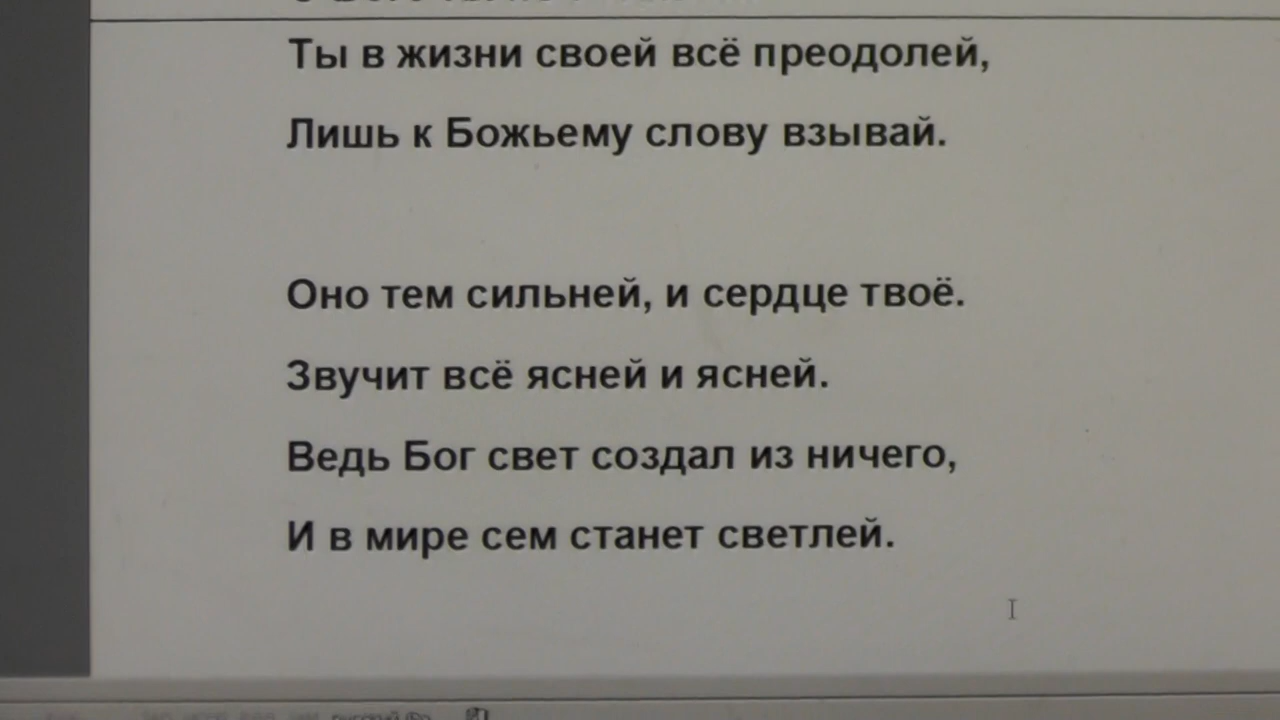 Ты в жизни своей всё преодолей,
Лишь к Божьему слову взывай.
Оно тем сильней, и сердце твоё.
Звучит всё ясней и ясней.
Ведь Бог свет создал из ничего,
И в мире сем станет светлей.